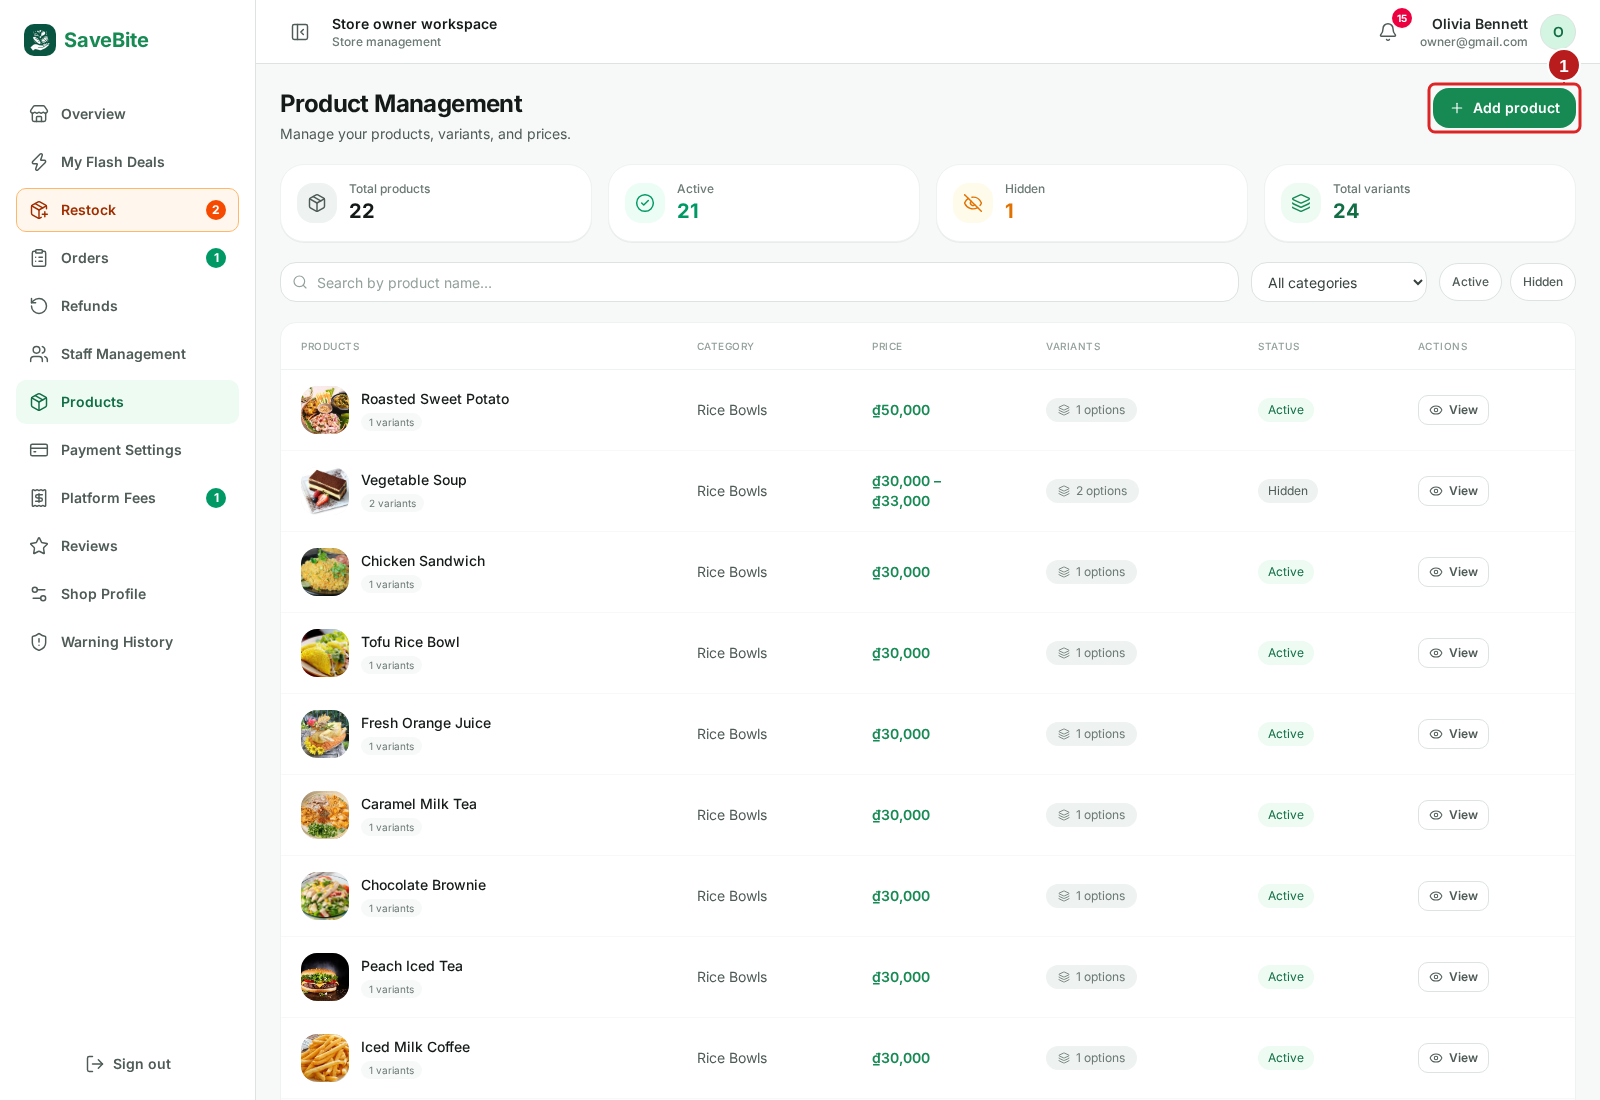 SaveBite
Store owner workspace
Store management
15
Olivia Bennett
owner@gmail.com
O
1
Overview
My Flash Deals
Restock 2
Orders 1
Refunds
Staff Management
Products
Payment Settings
Platform Fees 1
Reviews
Shop Profile
Warning History
Sign out
Product Management
Manage your products, variants, and prices.
+ Add product
Total products
22
Active
21
Hidden
1
Total variants
24
Search by product name...
All categories
Active
Hidden
PRODUCTS CATEGORY PRICE VARIANTS STATUS ACTIONS
Roasted Sweet Potato
1 variants
Rice Bowls ₫50,000 1 options Active View
Vegetable Soup
2 variants
Rice Bowls
₫30,000 –
₫33,000
2 options Hidden View
Chicken Sandwich
1 variants
Rice Bowls ₫30,000 1 options Active View
Tofu Rice Bowl
1 variants
Rice Bowls ₫30,000 1 options Active View
Fresh Orange Juice
1 variants
Rice Bowls ₫30,000 1 options Active View
Caramel Milk Tea
1 variants
Rice Bowls ₫30,000 1 options Active View
Chocolate Brownie
1 variants
Rice Bowls ₫30,000 1 options Active View
Peach Iced Tea
1 variants
Rice Bowls ₫30,000 1 options Active View
Iced Milk Coffee
1 variants
Rice Bowls ₫30,000 1 options Active View